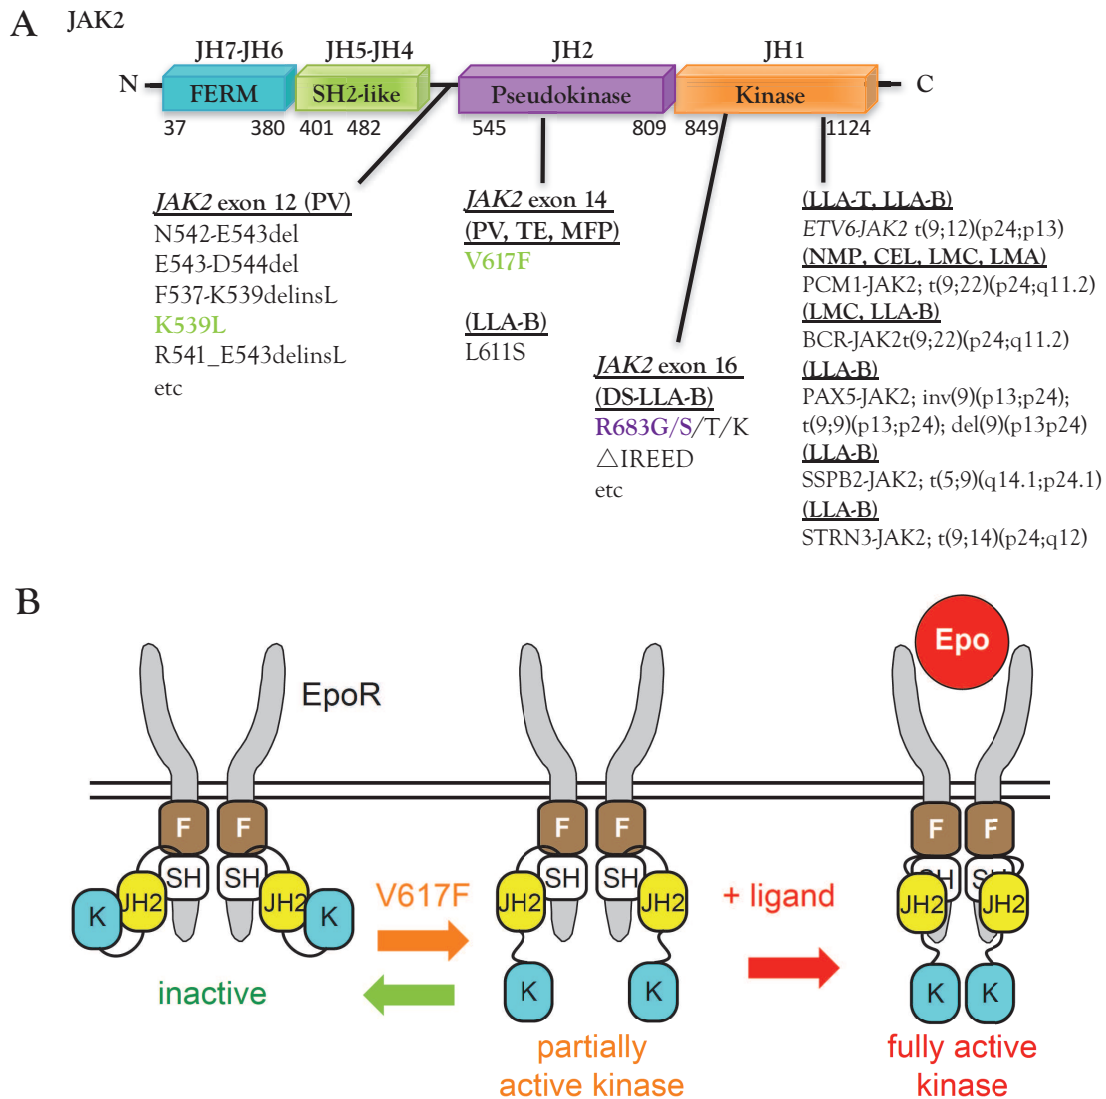 A
JAK2
JH7-JH6 JH5-JH4 JH2 JH1
N FERM SH2-like Pseudokinase Kinase C
37 380 401 482 545 809 849 1124
JAK2 exon 12 (PV)
N542-E543del
E543-D544del
F537-K539delinsL
K539L
R541_E543delinsL
etc
JAK2 exon 14
(PV, TE, MFP)
V617F
(LLA-B)
L611S
JAK2 exon 16
(DS-LLA-B)
R683G/S/T/K
△IREED
etc
(LLA-T, LLA-B)
ETV6-JAK2 t(9;12)(p24;p13)
(NMP, CEL, LMC, LMA)
PCM1-JAK2; t(9;22)(p24;q11.2)
(LMC, LLA-B)
BCR-JAK2t(9;22)(p24;q11.2)
(LLA-B)
PAX5-JAK2; inv(9)(p13;p24);
t(9;9)(p13;p24); del(9)(p13p24)
(LLA-B)
SSPB2-JAK2; t(5;9)(q14.1;p24.1)
(LLA-B)
STRN3-JAK2; t(9;14)(p24;q12)
B
EpoR
Epo
F F F F F F
SH SH SH SH SH SH
JH2 JH2 JH2 JH2 JH2 JH2
K K K K K K
V617F
+ ligand
inactive
partially
active kinase
fully active
kinase